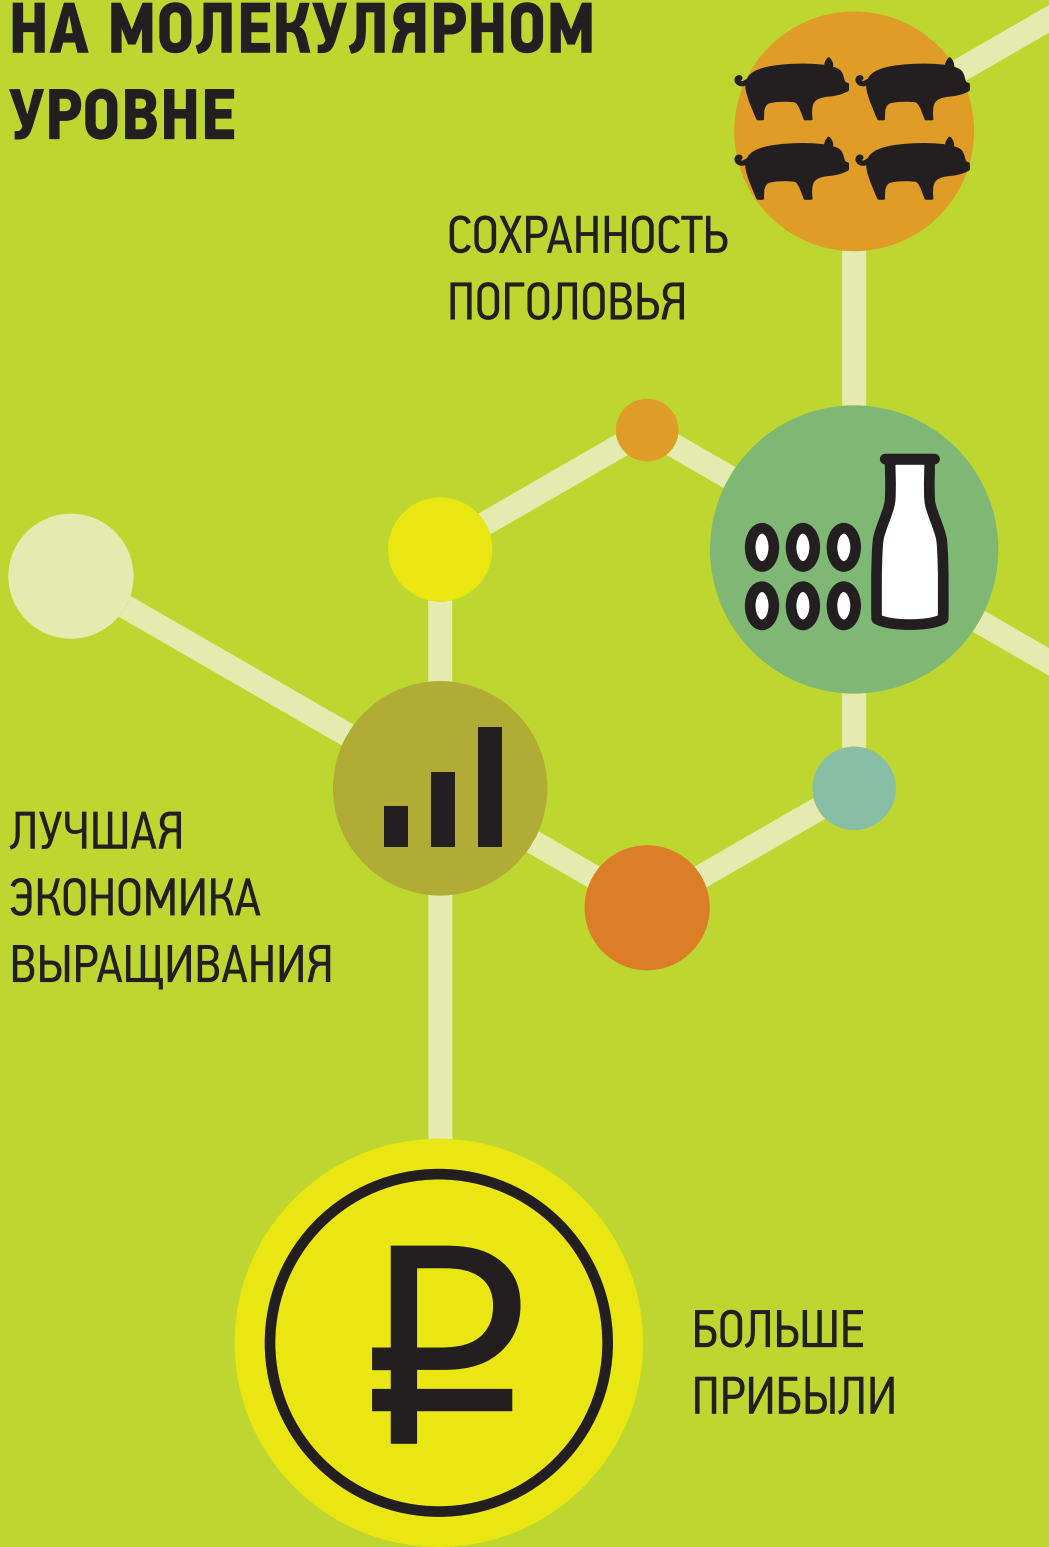 НА МОЛЕКУЛЯРНОМ
УРОВНЕ
СОХРАННОСТЬ
ПОГОЛОВЬЯ
ЛУЧШАЯ
ЭКОНОМИКА
ВЫРАЩИВАНИЯ
₽
БОЛЬШЕ
ПРИБЫЛИ